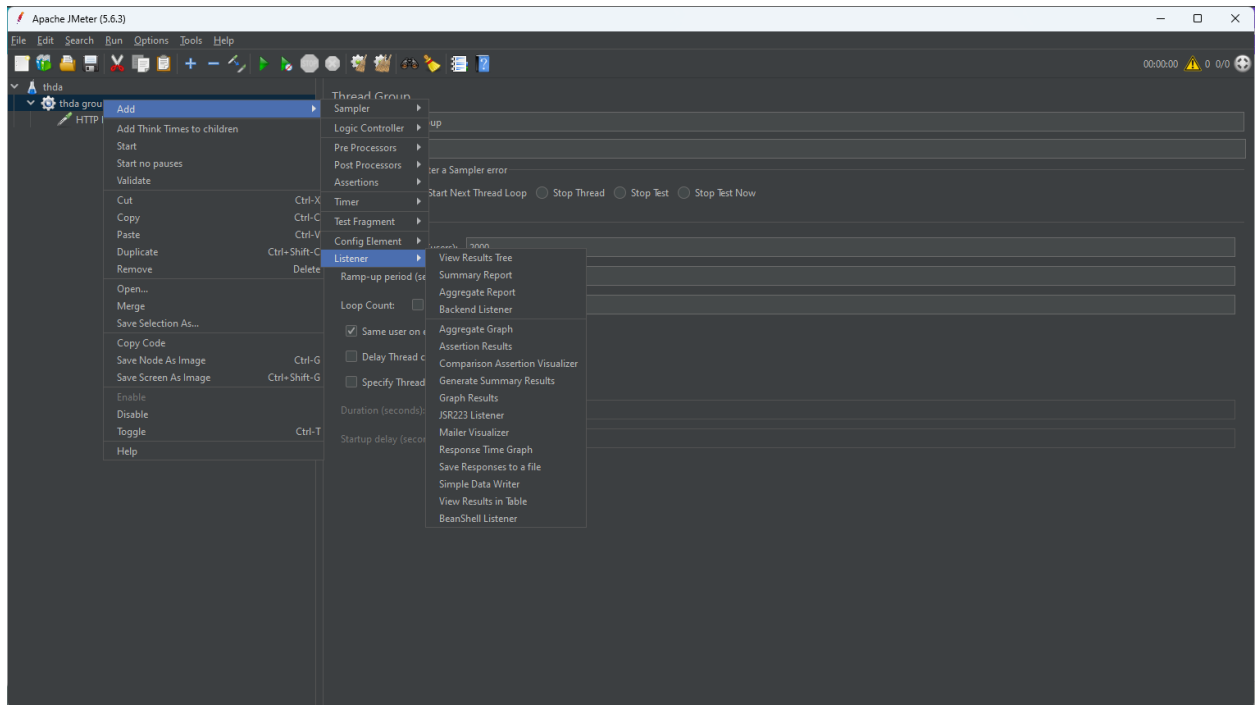 Apache JMeter (5.6.3)
File Edit Search Run Options Tools Help
00:00:00 0 0/0
thda
thda grou
HTTP
Add
Add Think Times to children
Start
Start no pauses
Validate
Cut Ctrl-X
Copy Ctrl-C
Paste Ctrl-V
Duplicate Ctrl+Shift-C
Remove Delete
Open...
Merge
Save Selection As...
Copy Code
Save Node As Image Ctrl-G
Save Screen As Image Ctrl+Shift-G
Enable
Disable
Toggle Ctrl-T
Help
Thread Group
Sampler
Logic Controller
Pre Processors
Post Processors
Assertions
Timer
Test Fragment
Config Element
Listener
up
ter a Sampler error
Start Next Thread Loop Stop Thread Stop Test Stop Test Now
users): 2000
Ramp-up period (se
Loop Count:
Same user on e
Delay Thread c
Specify Thread
Duration (seconds):
Startup delay (secon
View Results Tree
Summary Report
Aggregate Report
Backend Listener
Aggregate Graph
Assertion Results
Comparison Assertion Visualizer
Generate Summary Results
Graph Results
JSR223 Listener
Mailer Visualizer
Response Time Graph
Save Responses to a file
Simple Data Writer
View Results in Table
BeanShell Listener